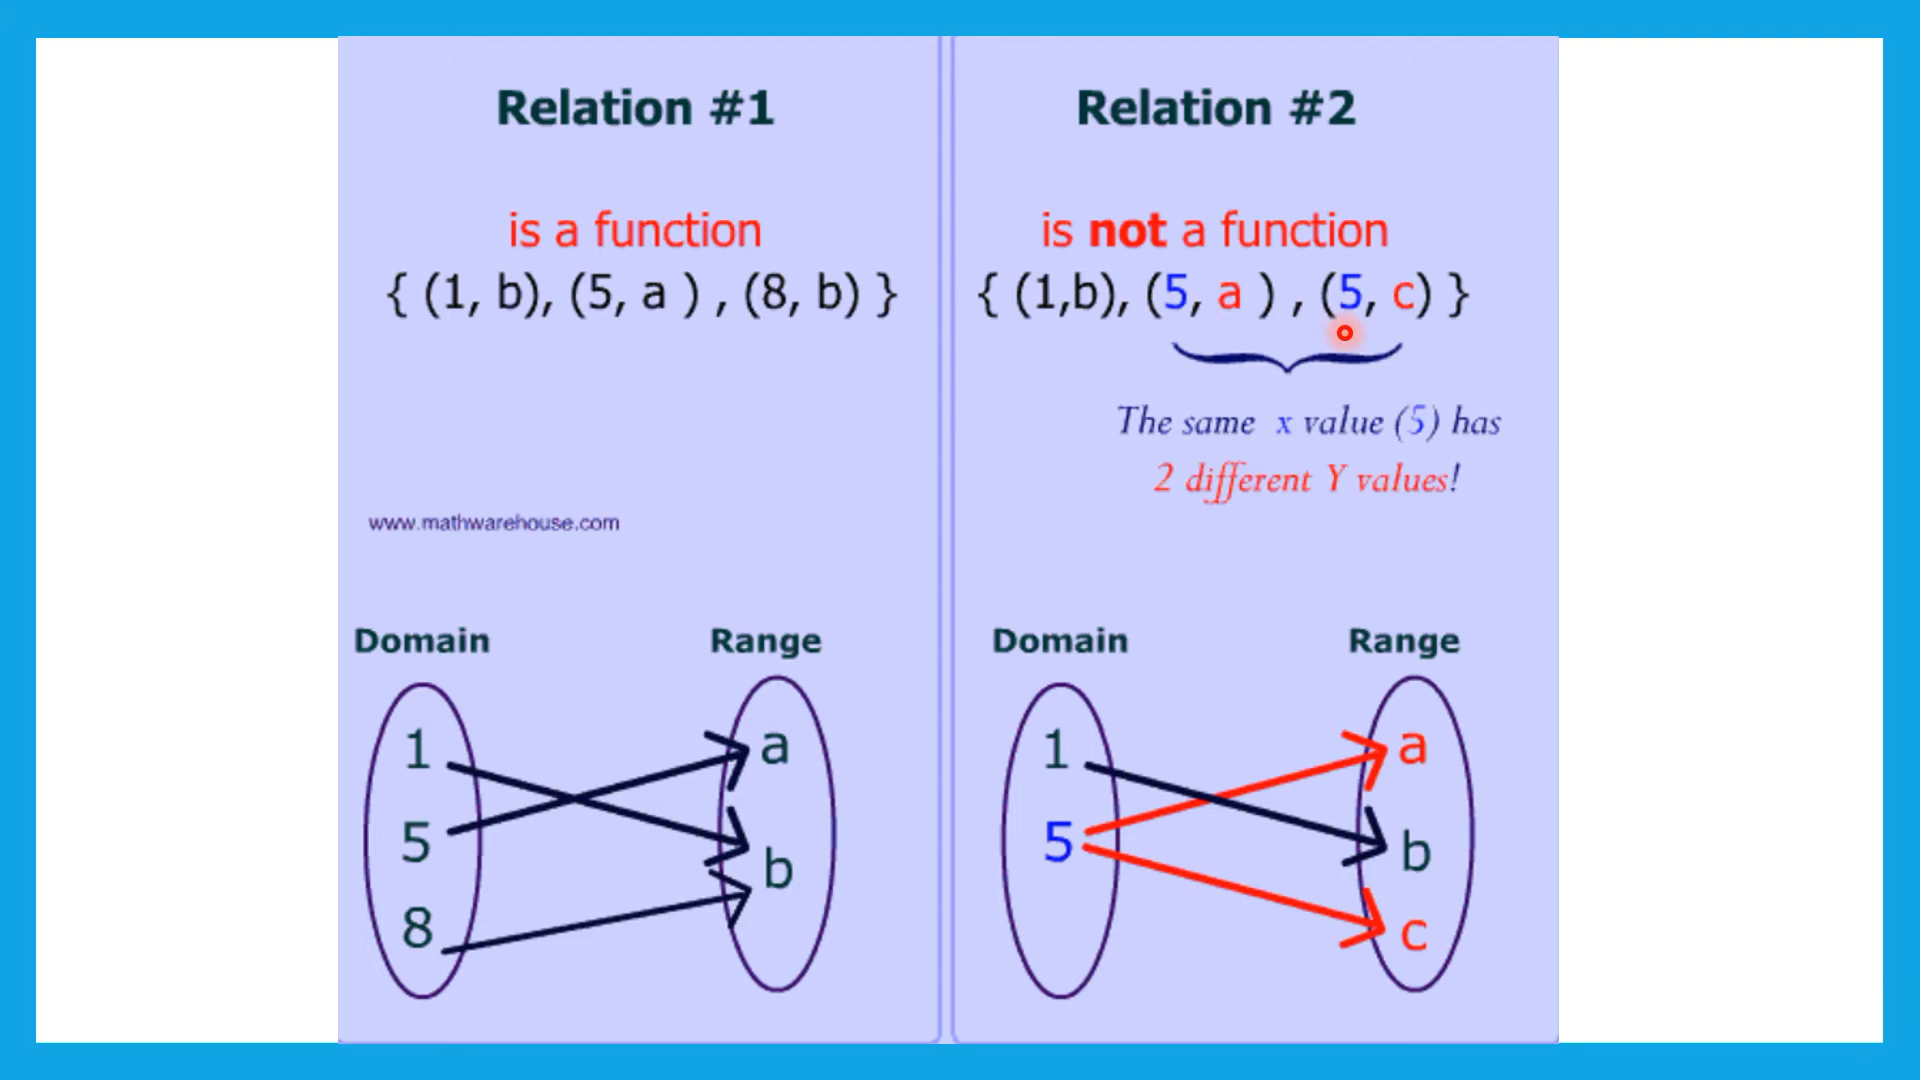 Relation #1
is a function
{ (1, b), (5, a ) , (8, b) }
www.mathwarehouse.com
Domain
Range
1
5
8
a
b
Relation #2
is not a function
{ (1,b), (5, a ) , (5, c) }
The same x value (5) has
2 different Y values!
Domain
Range
1
5
a
b
c